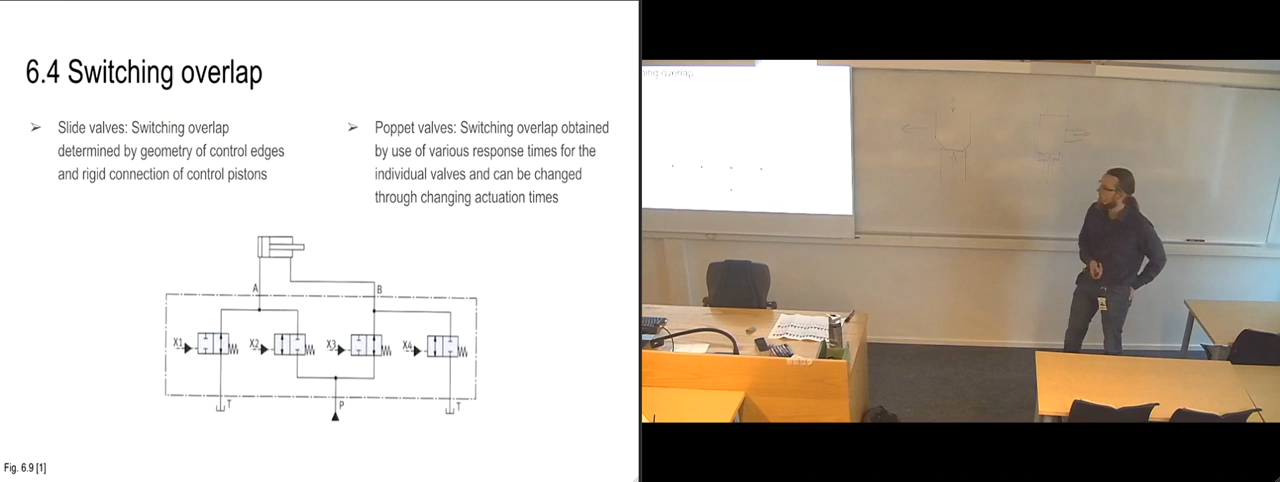 6.4 Switching overlap
➢ Slide valves: Switching overlap
determined by geometry of control edges
and rigid connection of control pistons
➢ Poppet valves: Switching overlap obtained
by use of various response times for the
individual valves and can be changed
through changing actuation times
A
B
X1
X2
X3
X4
T
P
T
Fig. 6.9 [1]
ning overlap